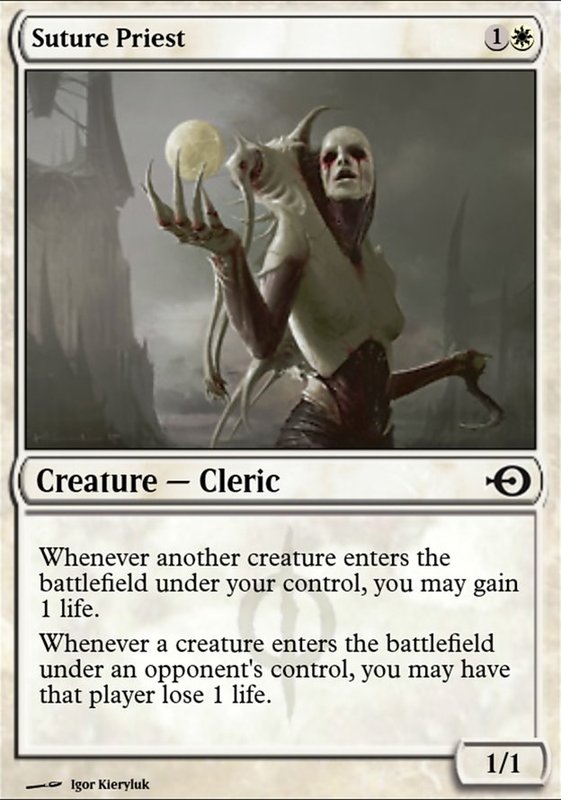 Suture Priest
1
Creature — Cleric
Whenever another creature enters the
battlefield under your control, you may gain
1 life.
Whenever a creature enters the battlefield
under an opponent's control, you may have
that player lose 1 life.
1/1
Igor Kieryluk